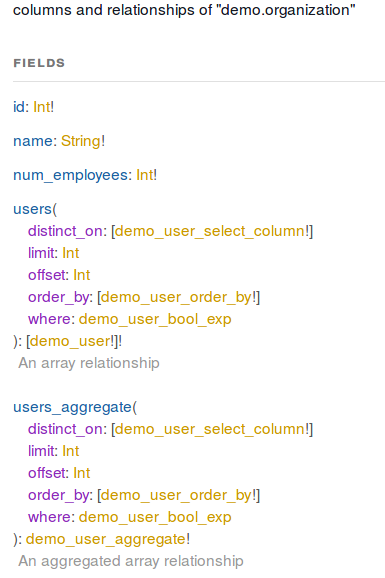 columns and relationships of "demo.organization"
FIELDS
id: Int!
name: String!
num_employees: Int!
users(
distinct_on: [demo_user_select_column!]
limit: Int
offset: Int
order_by: [demo_user_order_by!]
where: demo_user_bool_exp
): [demo_user!]!
An array relationship
users_aggregate(
distinct_on: [demo_user_select_column!]
limit: Int
offset: Int
order_by: [demo_user_order_by!]
where: demo_user_bool_exp
): demo_user_aggregate!
An aggregated array relationship